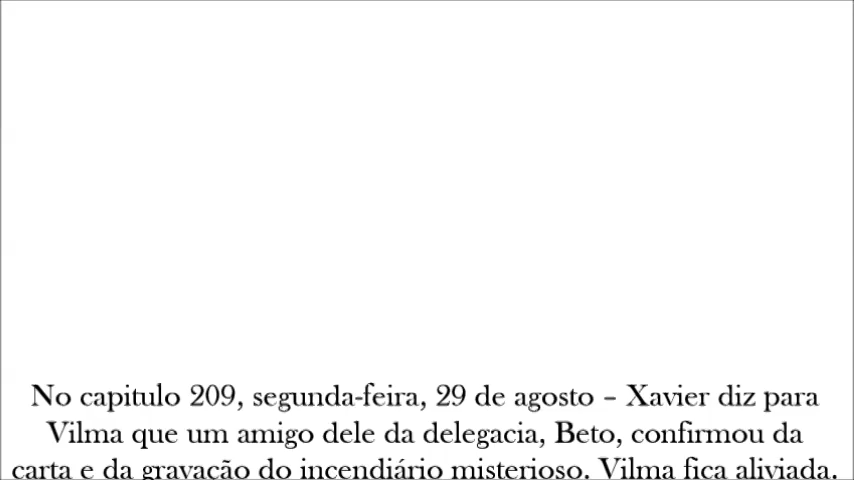 No capitulo 209, segunda-feira, 29 de agosto – Xavier diz para
Vilma que um amigo dele da delegacia, Beto, confirmou da
carta e da gravação do incendiário misterioso. Vilma fica aliviada.